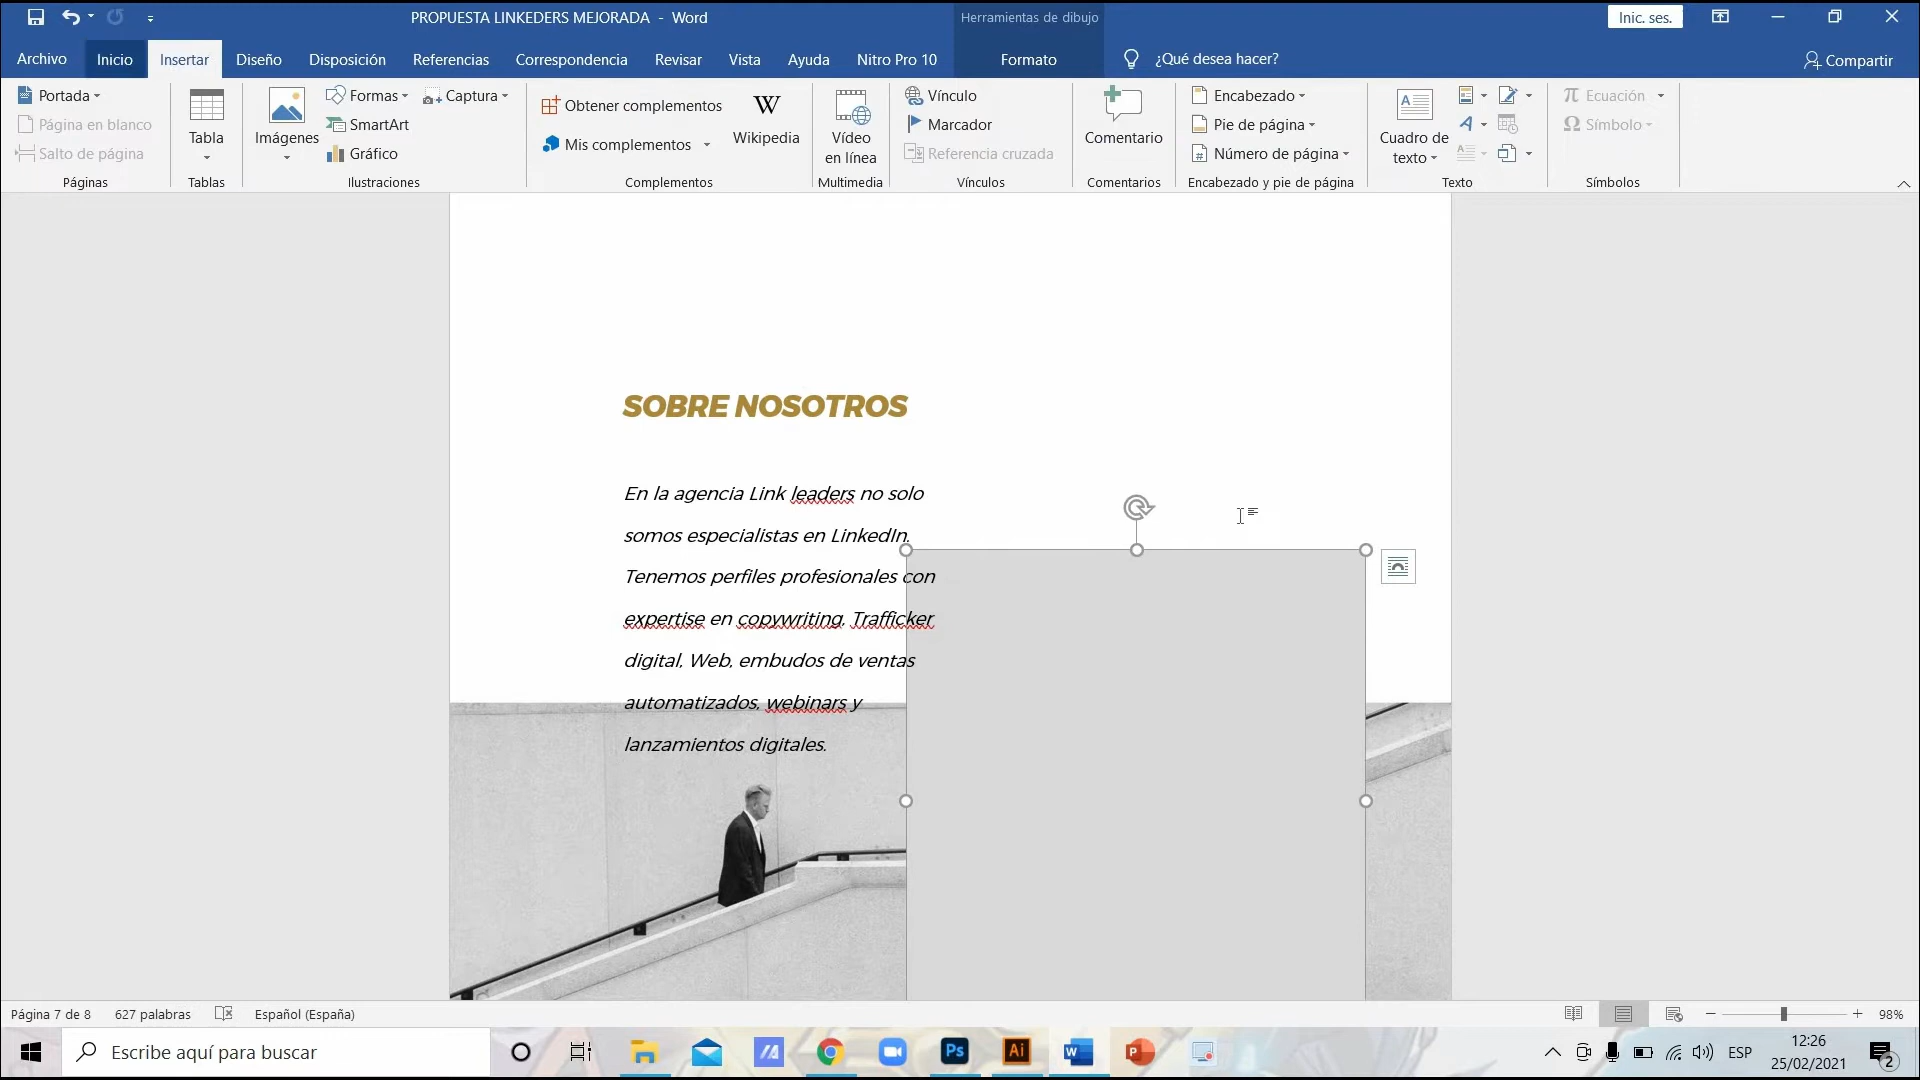 PROPUESTA LINKEDERS MEJORADA - Word
Herramientas de dibujo
Inic. ses.
Archivo Inicio Insertar Diseño Disposición Referencias Correspondencia Revisar Vista Ayuda Nitro Pro 10 Formato ¿Qué desea hacer? Compartir
Portada
Página en blanco
Salto de página
Páginas
Tabla
Tablas
Imágenes
Formas
SmartArt
Gráfico
Captura
Ilustraciones
Obtener complementos
Mis complementos
W
Wikipedia
Complementos
Vídeo
en línea
Multimedia
Vínculo
Marcador
Referencia cruzada
Vínculos
Comentario
Comentarios
Encabezado
Pie de página
Número de página
Encabezado y pie de página
Cuadro de
texto
Texto
Ecuación
Símbolo
Símbolos
SOBRE NOSOTROS
En la agencia Link leaders no solo
somos especialistas en LinkedIn.
Tenemos perfiles profesionales con
expertise en copywriting, Trafficker
digital, Web, embudos de ventas
automatizados, webinars y
lanzamientos digitales.
Página 7 de 8 627 palabras Español (España) 98%
Escribe aquí para buscar
Ps
Ai
ESP
12:26
25/02/2021
2